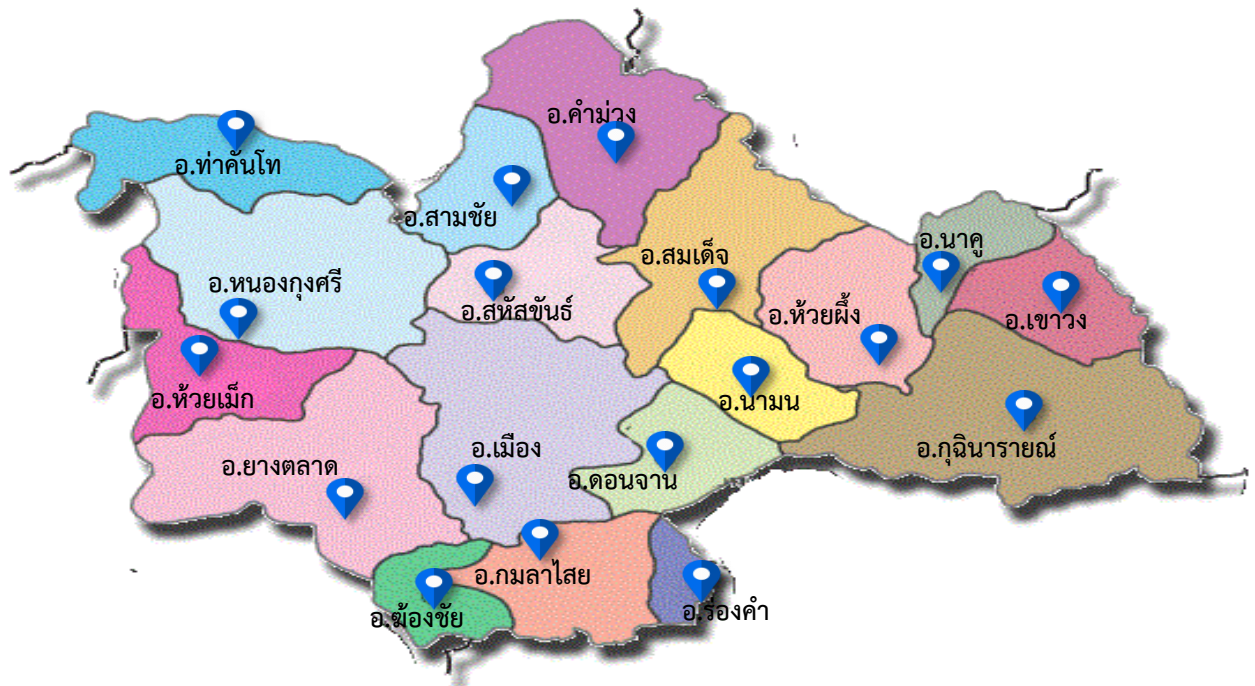 อ.คำม่วง
อ.ท่าคันโท
อ.สามชัย
อ.นาคู
อ.สมเด็จ
อ.หนองกุงศรี
อ.สหัสขันธ์
อ.ห้วยผึ้ง
อ.เขาวง
อ.ห้วยเม็ก
อ.นามน
อ.เมือง
อ.กุฉินารายณ์
อ.ยางตลาด
อ.ดอนจาน
อ.กมลาไสย
อ.ร่องคำ
อ.ฆ้องชัย